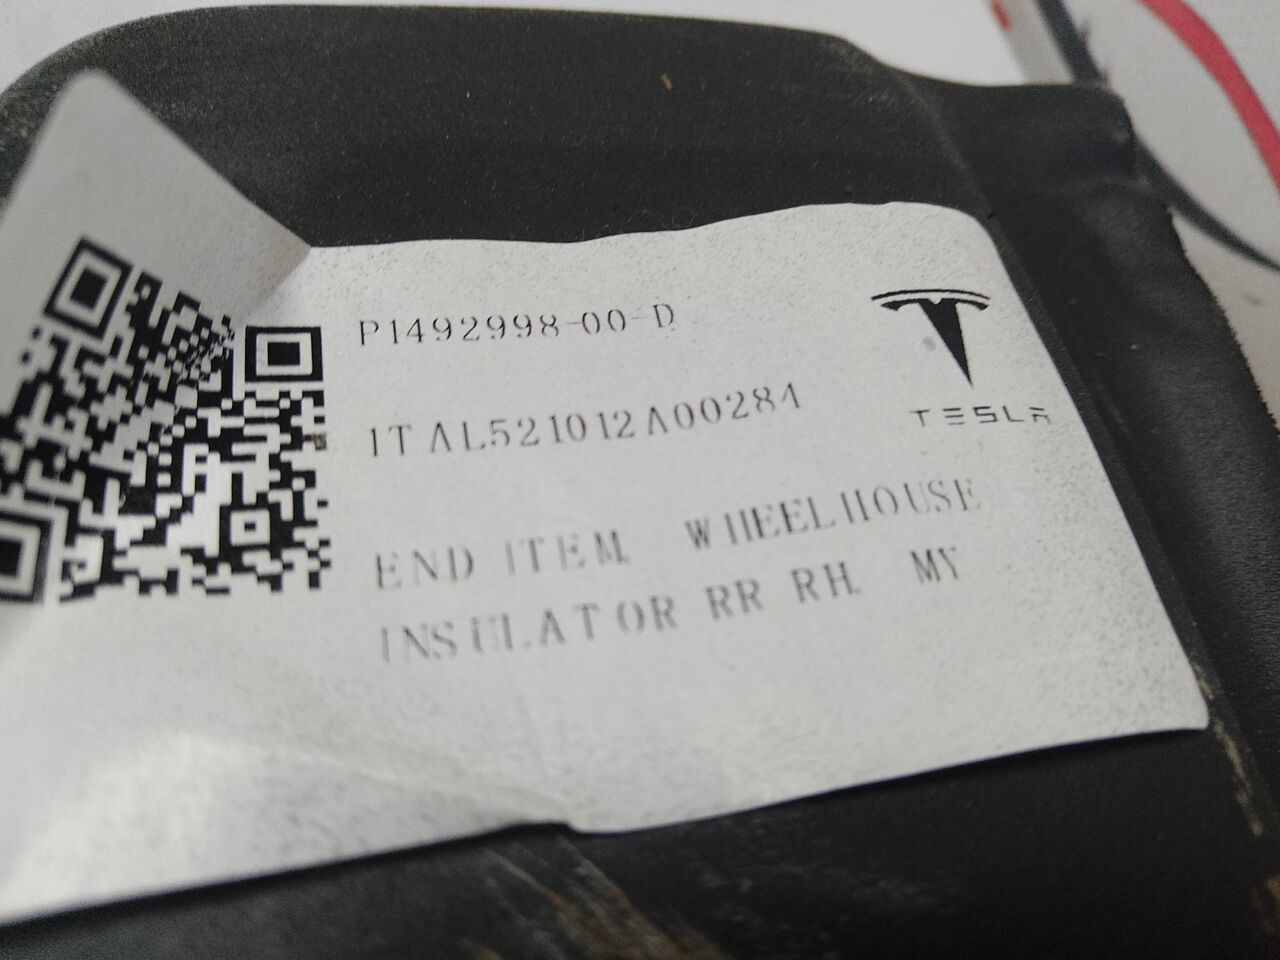 P1492998-00-D
1TAL521012A00284
TESLA
END ITEM, WHEELHOUSE
INSULATOR RR RH, MY